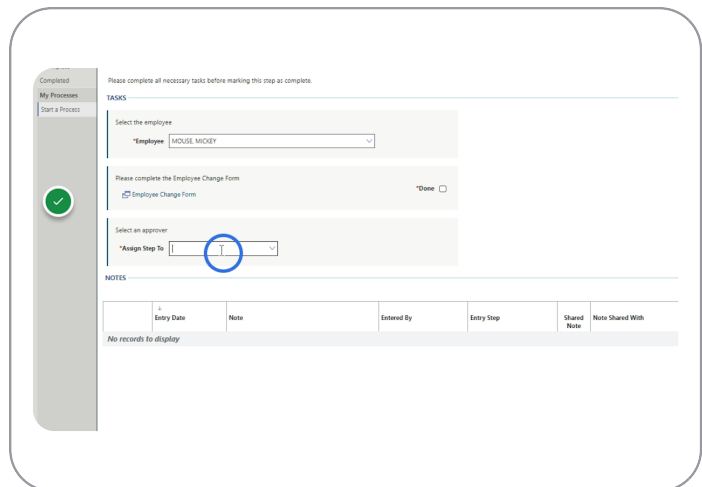 Completed
My Processes
Start a Process
Please complete all necessary tasks before marking this step as complete.
TASKS
Select the employee
*Employee MOUSE, MICKEY
Please complete the Employee Change Form
Employee Change Form
*Done
Select an approver
*Assign Step To
NOTES
Entry Date Note Entered By Entry Step Shared Note Note Shared With
No records to display